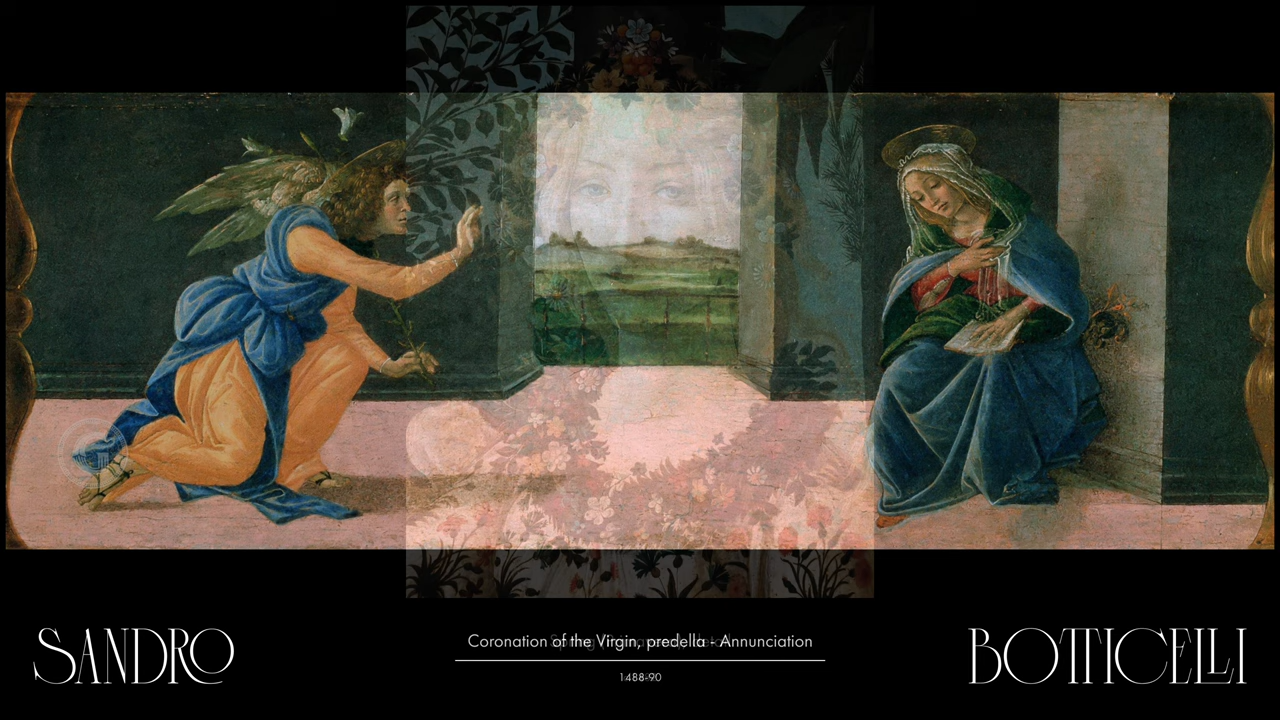 Coronation of the Virgin, predella - Annunciation
1488-90
SANDRO
BOTTICELLI